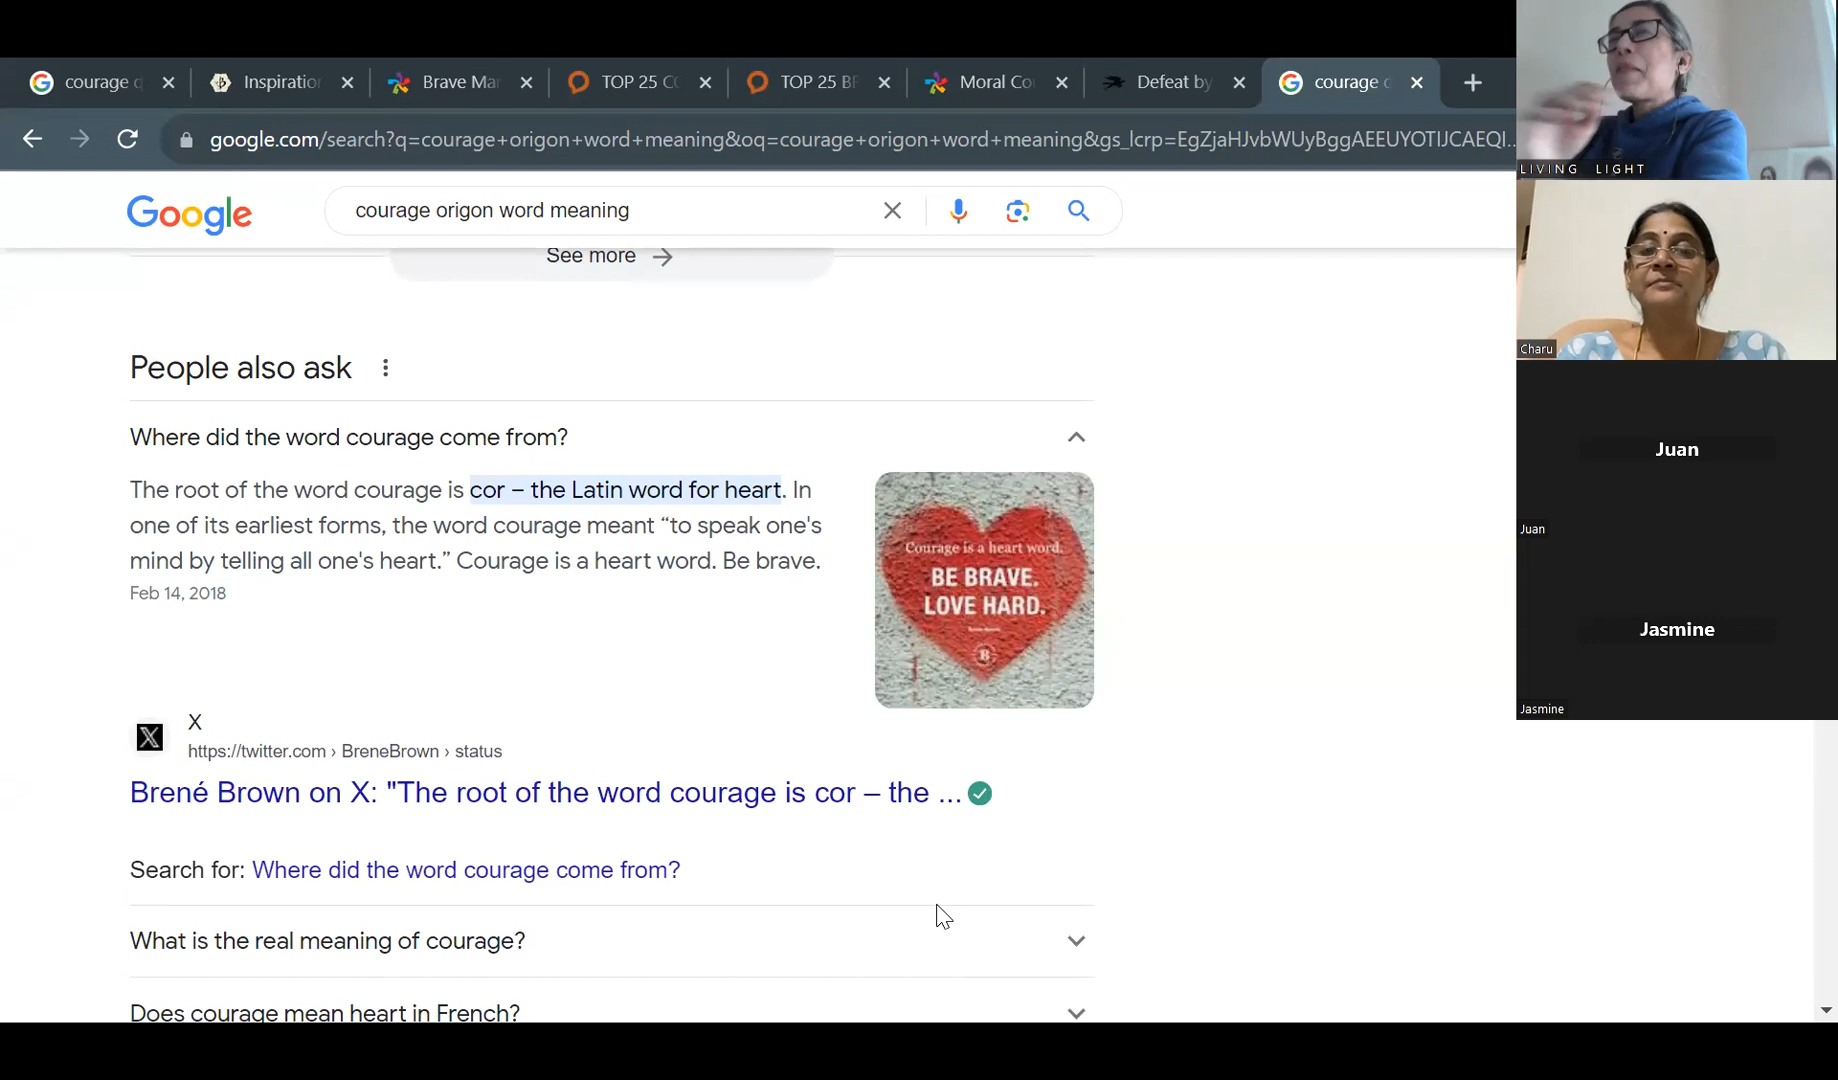 courage q
Inspiration
Brave Ma
TOP 25 CO
TOP 25 BR
Moral Co
Defeat by
courage o
google.com/search?q=courage+origon+word+meaning&oq=courage+origon+word+meaning&gs_lcrp=EgZjaHJvbWUyBggAEEUYOTIJCAEQI...
Google
courage origon word meaning
See more
People also ask
Where did the word courage come from?
The root of the word courage is cor – the Latin word for heart. In
one of its earliest forms, the word courage meant “to speak one's
mind by telling all one's heart.” Courage is a heart word. Be brave.
Feb 14, 2018
Courage is a heart word.
BE BRAVE.
LOVE HARD.
B
X
https://twitter.com › BreneBrown › status
Brené Brown on X: "The root of the word courage is cor – the ...
Search for: Where did the word courage come from?
What is the real meaning of courage?
Does courage mean heart in French?
LIVING LIGHT
Charu
Juan
Juan
Jasmine
Jasmine